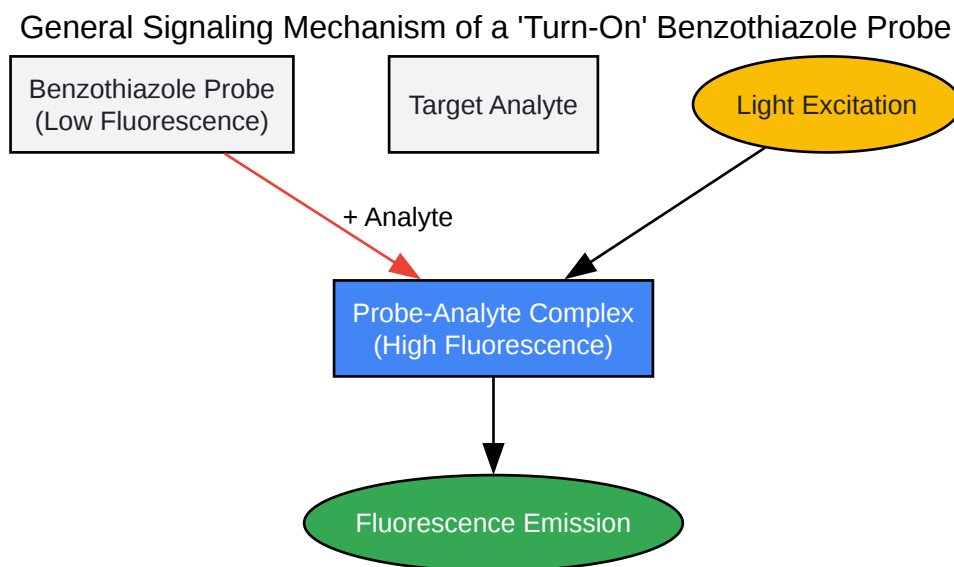 General Signaling Mechanism of a 'Turn-On' Benzothiazole Probe
Benzothiazole Probe
(Low Fluorescence)
Target Analyte
Light Excitation
+ Analyte
Probe-Analyte Complex
(High Fluorescence)
Fluorescence Emission